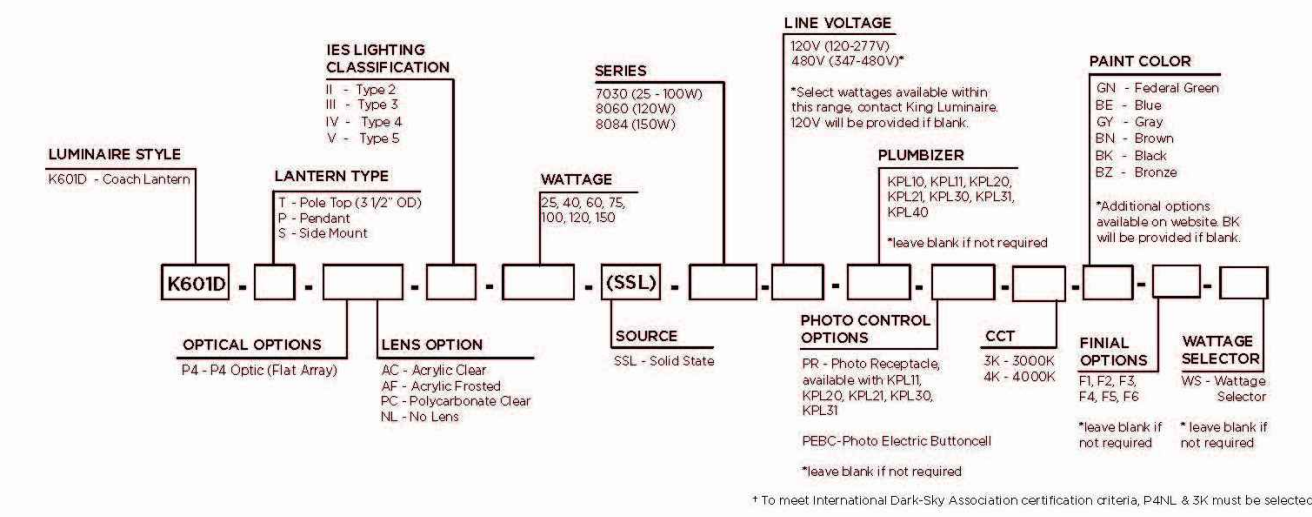 LUMINAIRE STYLE
K601D - Coach Lantern
LANTERN TYPE
T - Pole Top (3 1/2" OD)
P - Pendant
S - Side Mount
IES LIGHTING
CLASSIFICATION
II - Type 2
III - Type 3
IV - Type 4
V - Type 5
WATTAGE
25, 40, 60, 75,
100, 120, 150
SERIES
7030 (25 - 100W)
8060 (120W)
8084 (150W)
LINE VOLTAGE
120V (120-277V)
480V (347-480V)*
*Select wattages available within
this range, contact King Luminaire.
120V will be provided if blank.
PLUMBIZER
KPL10, KPL11, KPL20,
KPL21, KPL30, KPL31,
KPL40
*leave blank if not required
PAINT COLOR
GN - Federal Green
BE - Blue
GY - Gray
BN - Brown
BK - Black
BZ - Bronze
*Additional options
available on website. BK
will be provided if blank.
K601D - - - - - (SSL) - - - - - - - -
OPTICAL OPTIONS
P4 - P4 Optic (Flat Array)
LENS OPTION
AC - Acrylic Clear
AF - Acrylic Frosted
PC - Polycarbonate Clear
NL - No Lens
SOURCE
SSL - Solid State
PHOTO CONTROL
OPTIONS
PR - Photo Receptacle,
available with KPL11,
KPL20, KPL21, KPL30,
KPL31
PEBC-Photo Electric Buttoncell
*leave blank if not required
CCT
3K - 3000K
4K - 4000K
FINIAL
OPTIONS
F1, F2, F3,
F4, F5, F6
*leave blank if
not required
WATTAGE
SELECTOR
WS - Wattage
Selector
* leave blank if
not required
† To meet International Dark-Sky Association certification criteria, P4NL & 3K must be selected